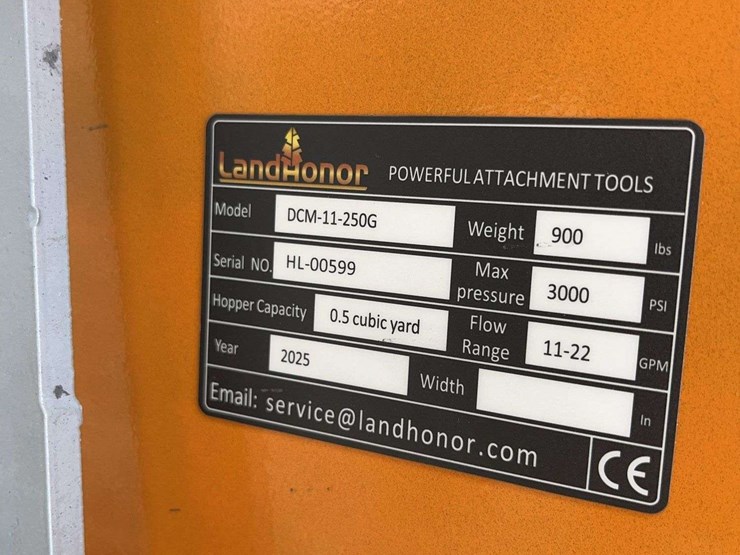 LandHonor POWERFUL ATTACHMENT TOOLS
Model DCM-11-250G Weight 900 lbs
Serial NO. HL-00599 Max pressure 3000 PSI
Hopper Capacity 0.5 cubic yard Flow Range 11-22 GPM
Year 2025 Width In
Email: service@landhonor.com CE